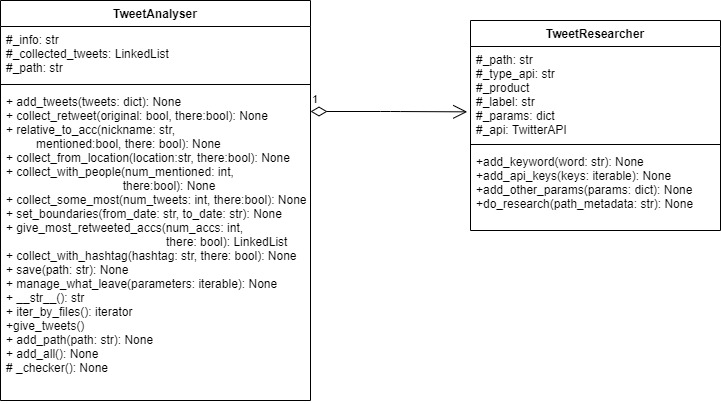 TweetAnalyser
#_info: str
#_collected_tweets: LinkedList
#_path: str
+ add_tweets(tweets: dict): None
+ collect_retweet(original: bool, there:bool): None
+ relative_to_acc(nickname: str,
mentioned:bool, there: bool): None
+ collect_from_location(location:str, there:bool): None
+ collect_with_people(num_mentioned: int,
there:bool): None
+ collect_some_most(num_tweets: int, there:bool): None
+ set_boundaries(from_date: str, to_date: str): None
+ give_most_retweeted_accs(num_accs: int,
there: bool): LinkedList
+ collect_with_hashtag(hashtag: str, there: bool): None
+ save(path: str): None
+ manage_what_leave(parameters: iterable): None
+ __str__(): str
+ iter_by_files(): iterator
+give_tweets()
+ add_path(path: str): None
+ add_all(): None
# _checker(): None
1
TweetResearcher
#_path: str
#_type_api: str
#_product
#_label: str
#_params: dict
#_api: TwitterAPI
+add_keyword(word: str): None
+add_api_keys(keys: iterable): None
+add_other_params(params: dict): None
+do_research(path_metadata: str): None